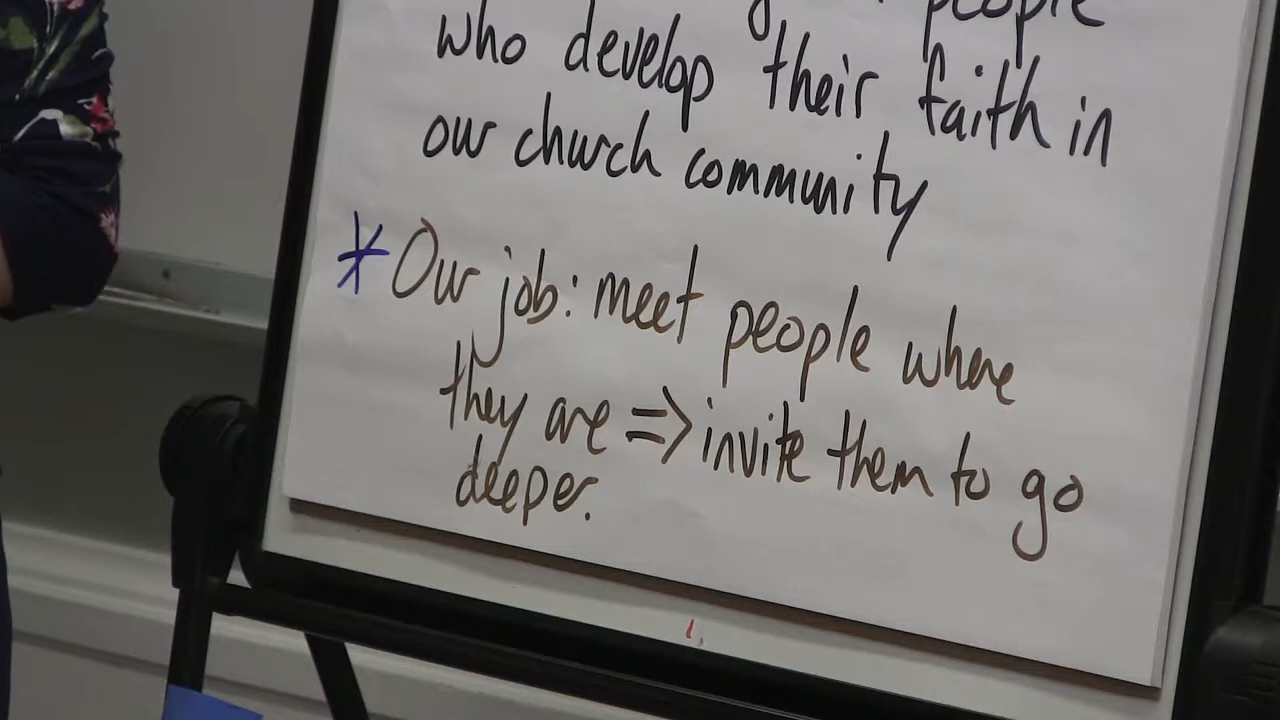 people
who develop their faith in
our church community
* Our job: meet people where
they are => invite them to go
deeper.